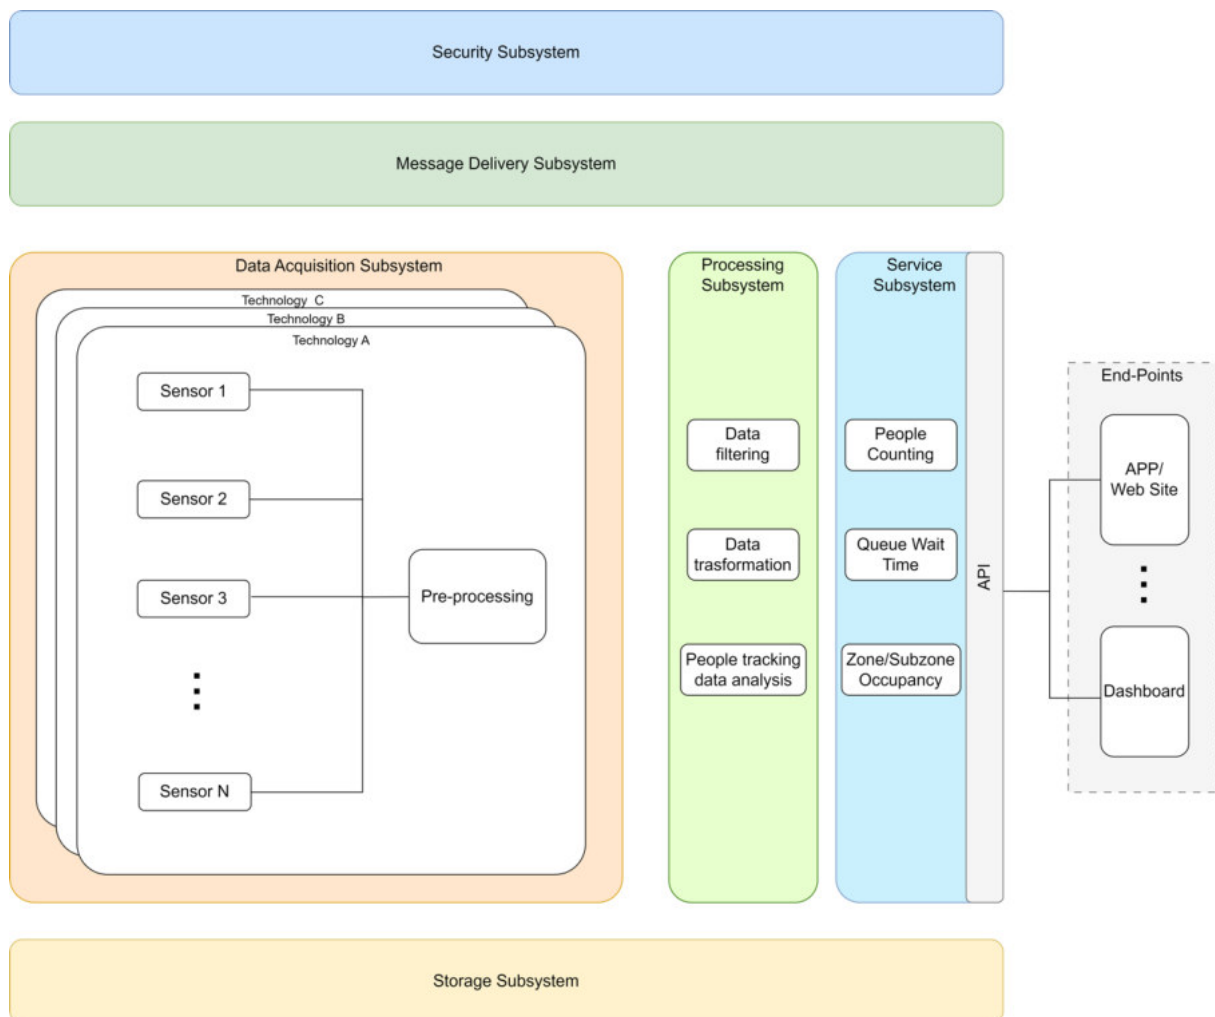 Security Subsystem
Message Delivery Subsystem
Data Acquisition Subsystem
Technology C
Technology B
Technology A
Sensor 1
Sensor 2
Sensor 3
Sensor N
Pre-processing
Processing
Subsystem
Data
filtering
Data
trasformation
People tracking
data analysis
Service
Subsystem
People
Counting
Queue Wait
Time
Zone/Subzone
Occupancy
API
End-Points
APP/
Web Site
Dashboard
Storage Subsystem